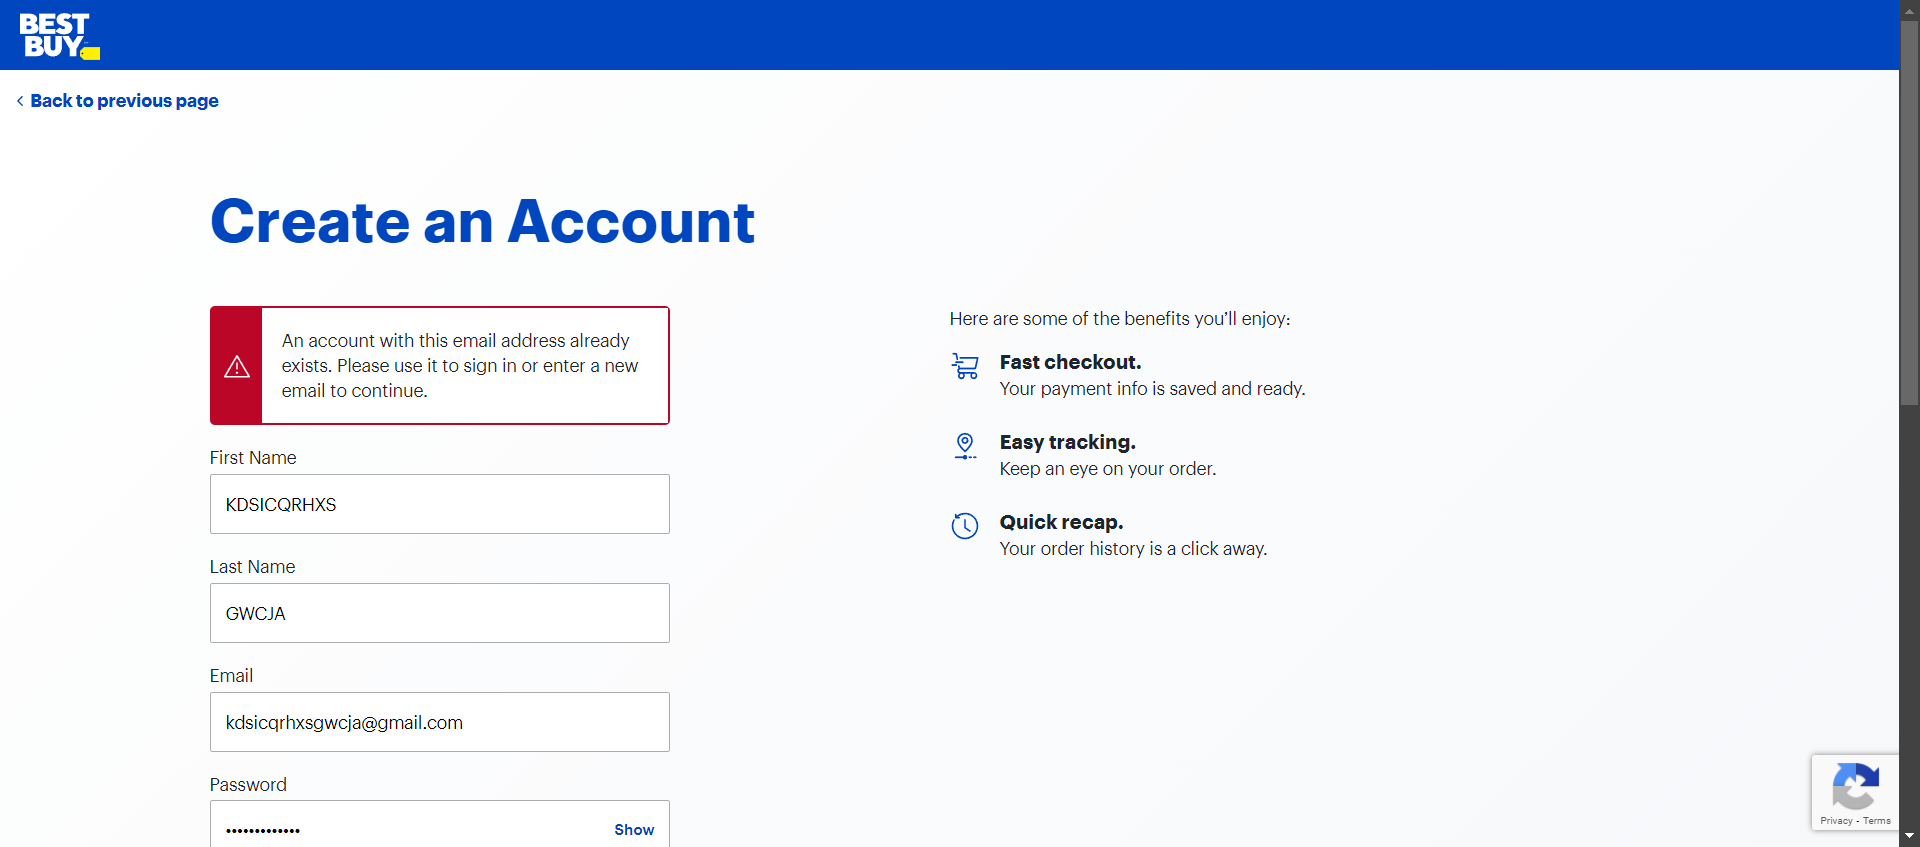 BEST
BUY
Back to previous page
Create an Account
An account with this email address already
exists. Please use it to sign in or enter a new
email to continue.
First Name
KDSICQRHXS
Last Name
GWCJA
Email
kdsicqrhxsgwcja@gmail.com
Password
•••••••••••••
Show
Here are some of the benefits you’ll enjoy:
Fast checkout.
Your payment info is saved and ready.
Easy tracking.
Keep an eye on your order.
Quick recap.
Your order history is a click away.
Privacy - Terms